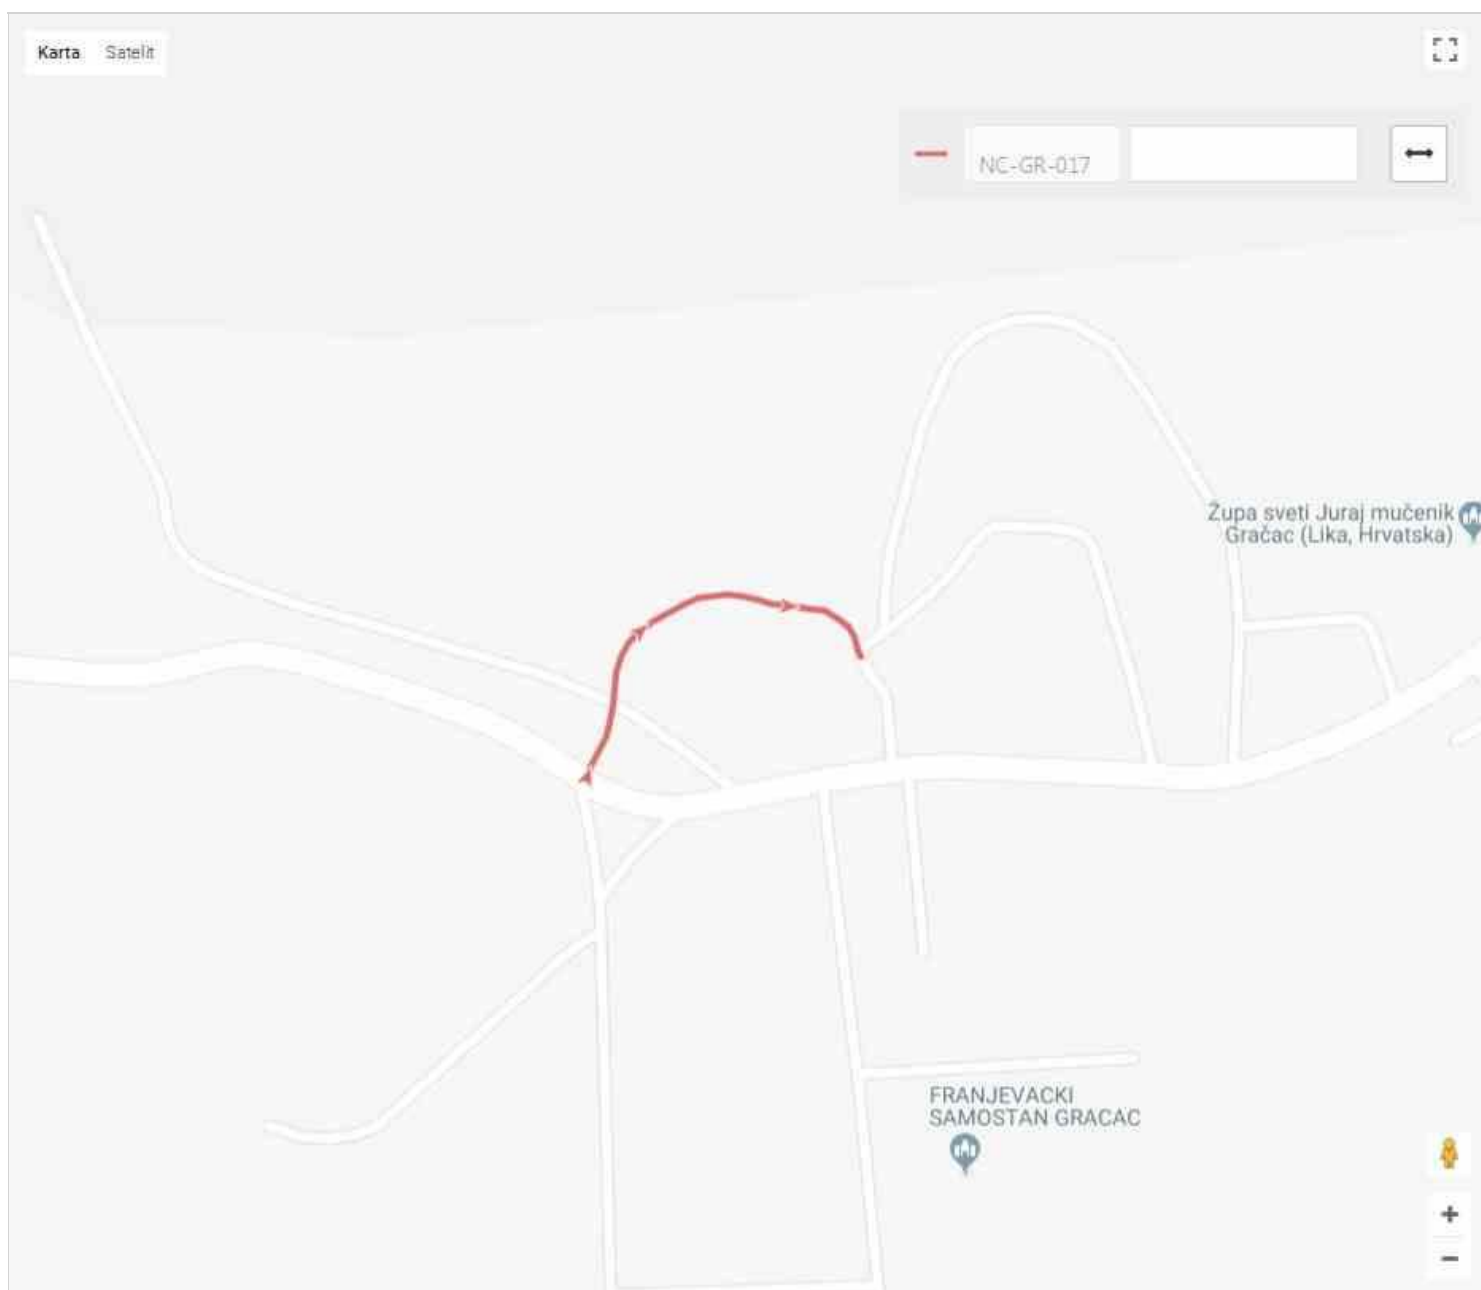 Karta Satelit
NC-GR-017
Župa sveti Juraj mučenik
Gračac (Lika, Hrvatska)
FRANJEVACKI
SAMOSTAN GRACAC